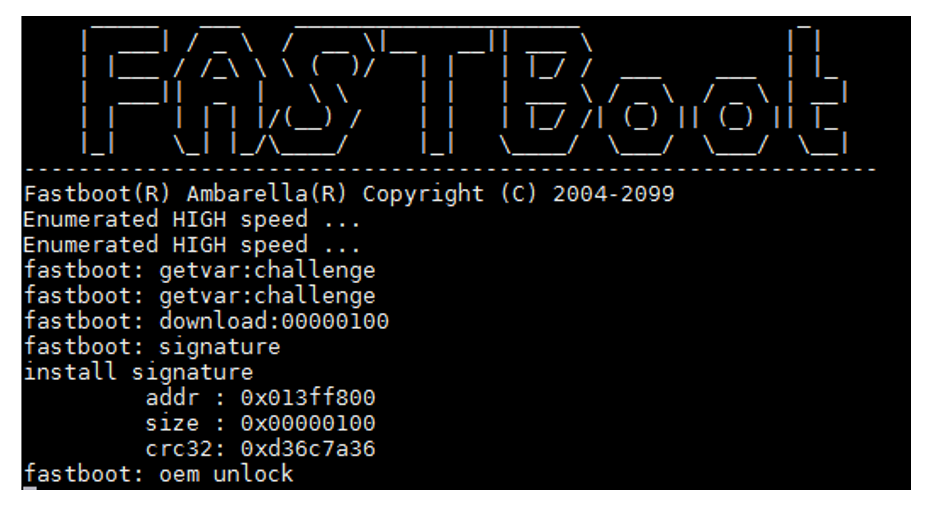 FASTBoot
Fastboot(R) Ambarella(R) Copyright (C) 2004-2099
Enumerated HIGH speed ...
Enumerated HIGH speed ...
fastboot: getvar:challenge
fastboot: getvar:challenge
fastboot: download:00000100
fastboot: signature
install signature
addr : 0x013ff800
size : 0x00000100
crc32: 0xd36c7a36
fastboot: oem unlock